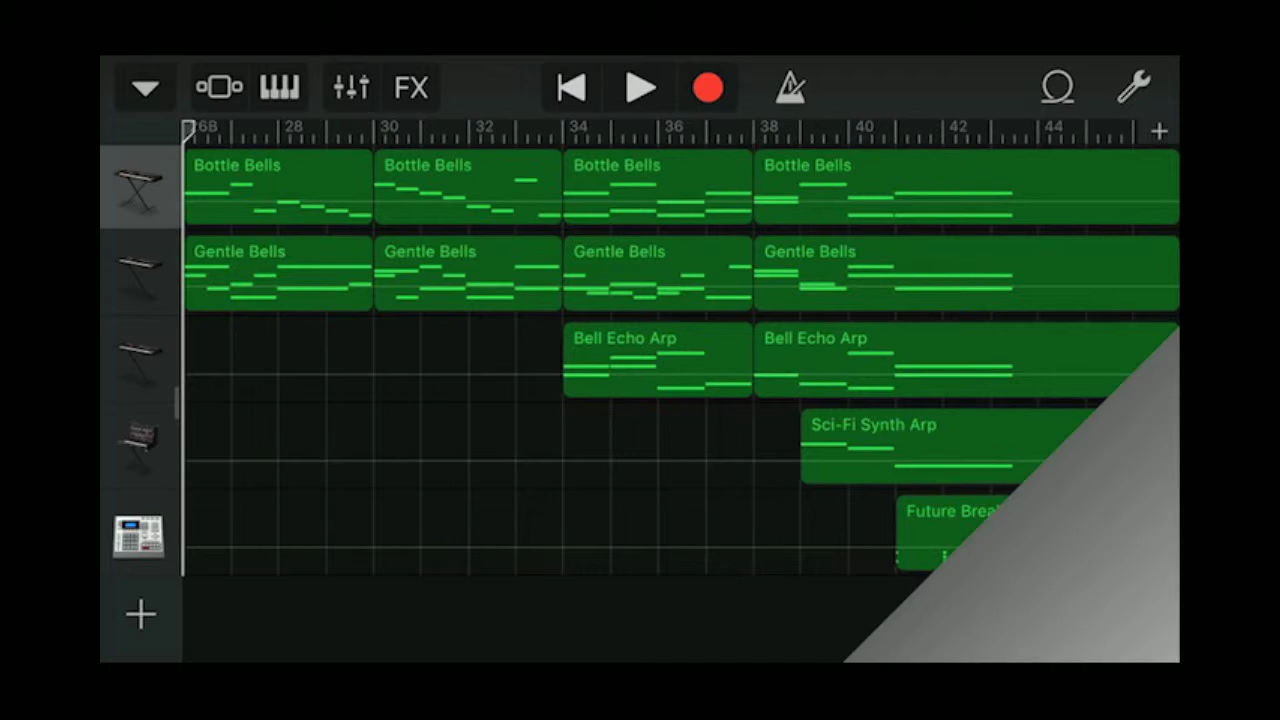 FX
28 30 32 34 36 38 40 42 44
Bottle Bells Bottle Bells Bottle Bells Bottle Bells
Gentle Bells Gentle Bells Gentle Bells Gentle Bells
Bell Echo Arp Bell Echo Arp
Sci-Fi Synth Arp
Future